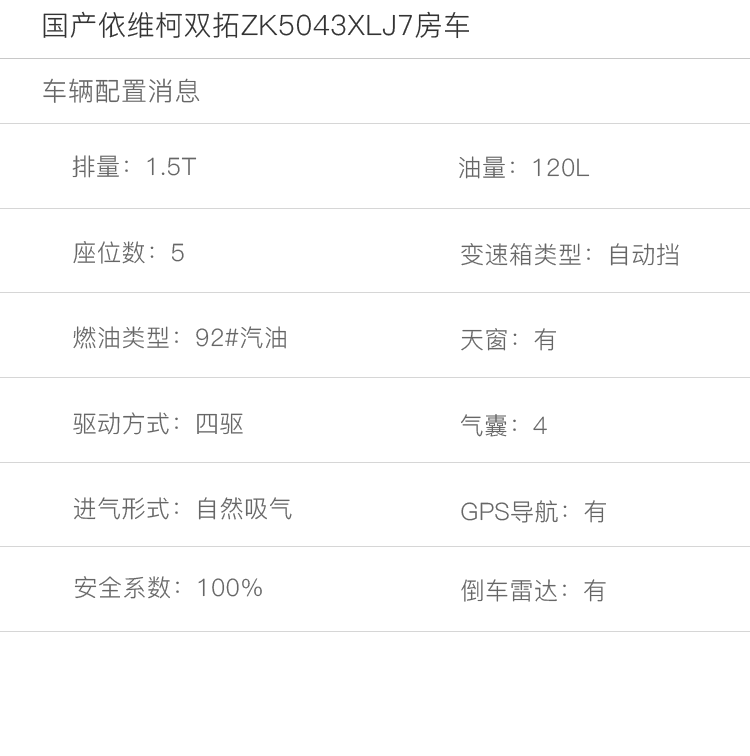 国产依维柯双拓ZK5043XLJ7房车
车辆配置消息
排量：1.5T
油量：120L
座位数：5
变速箱类型：自动挡
燃油类型：92#汽油
天窗：有
驱动方式：四驱
气囊：4
进气形式：自然吸气
GPS导航：有
安全系数：100%
倒车雷达：有